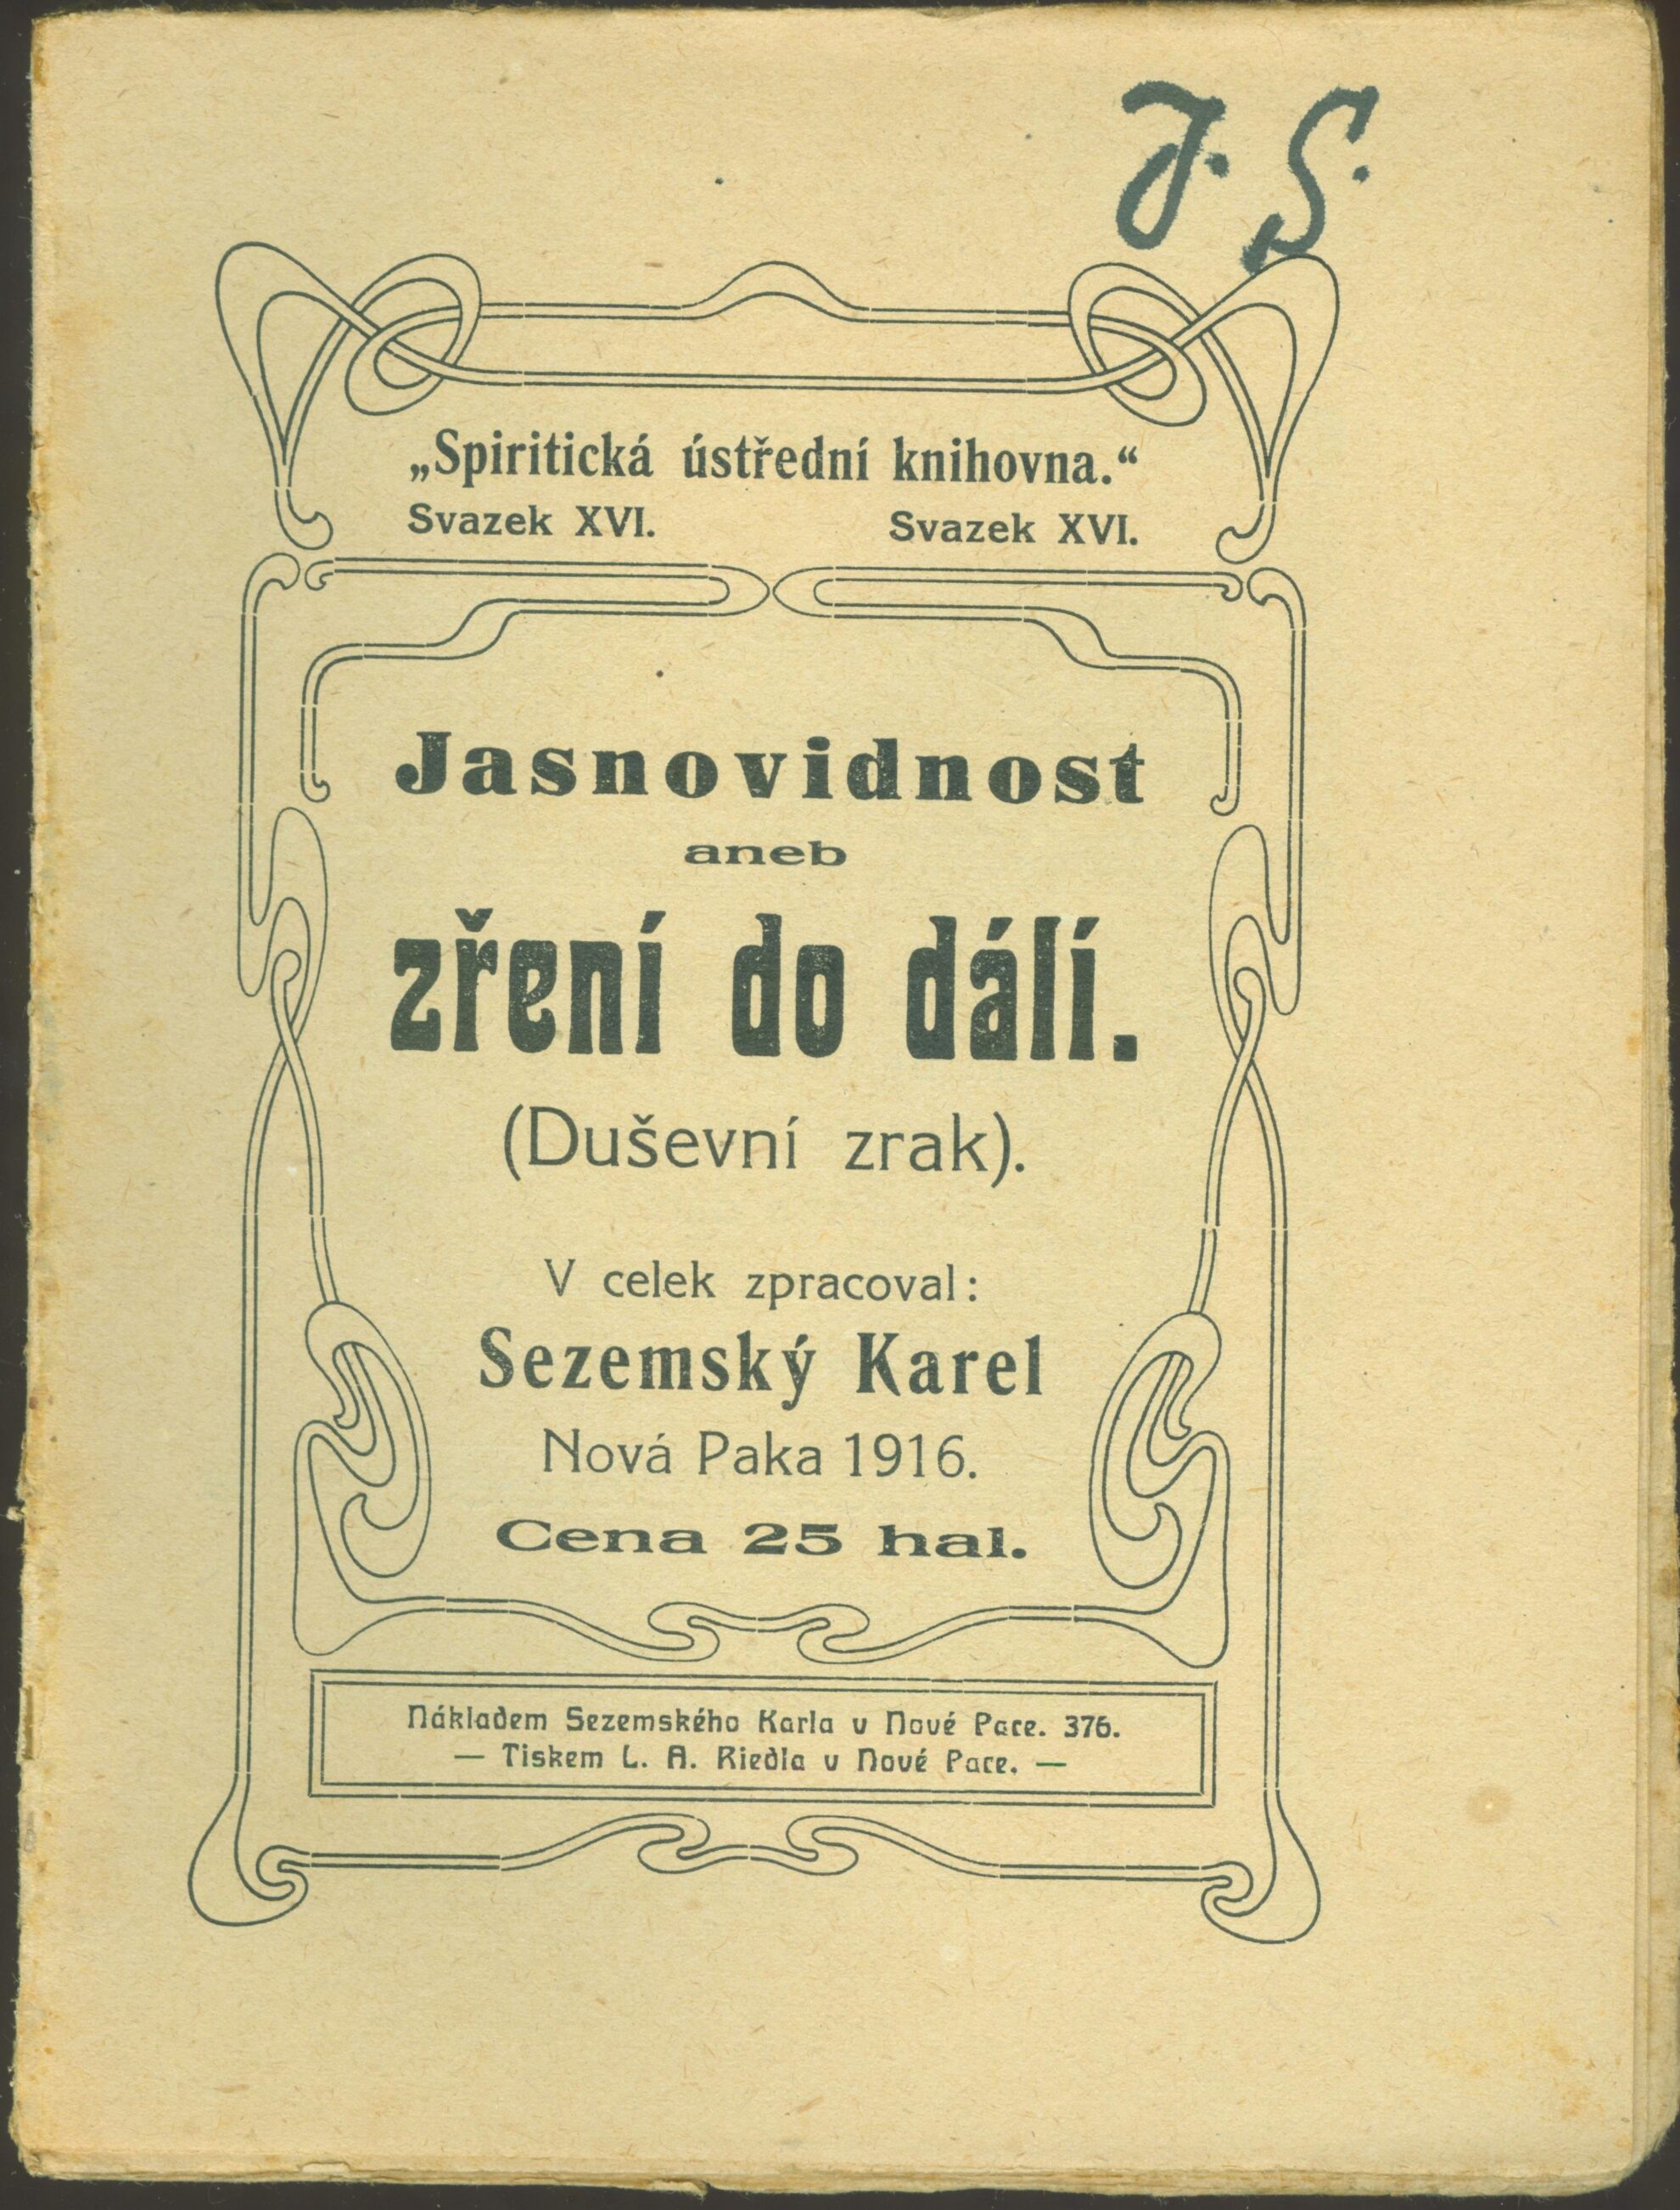 J. S.
„Spiritická ústřední knihovna.“
Svazek XVI. Svazek XVI.
Jasnovidnost
aneb
zření do dálí.
(Duševní zrak).
V celek zpracoval:
Sezemský Karel
Nová Paka 1916.
Cena 25 hal.
Nákladem Sezemského Karla v Nové Pace. 376.
— Tiskem L. A. Riedla v Nové Pace. —